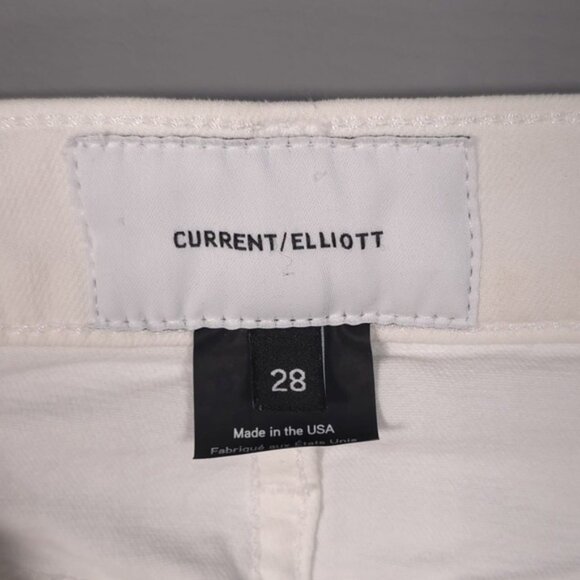 CURRENT/ELLIOTT
28
Made in the USA
Fabriqué aux États Unis